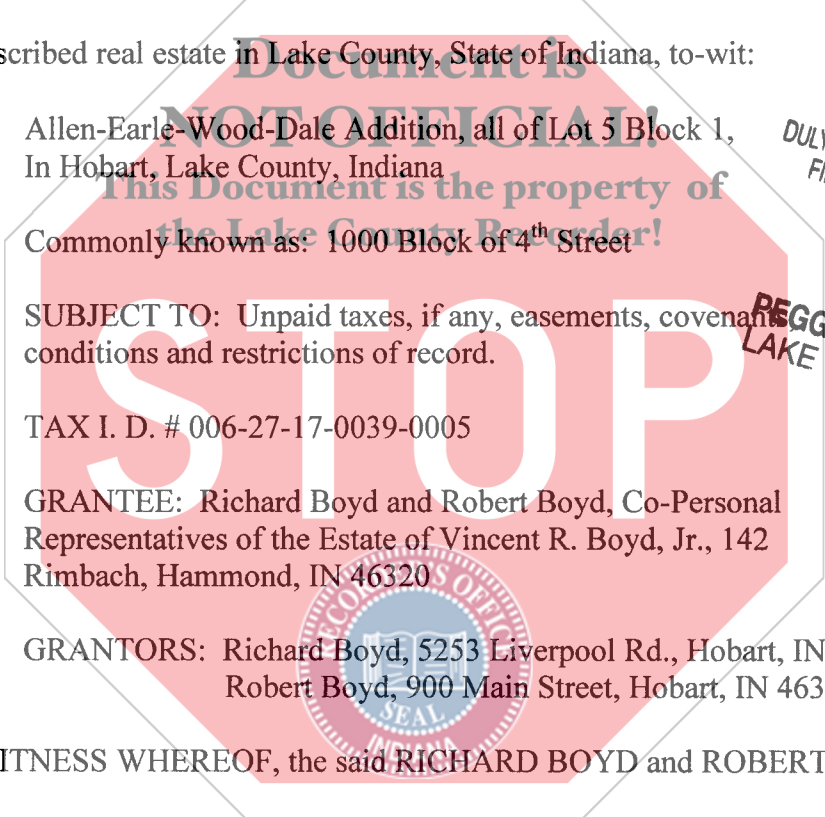 scribed real estate in Lake County, State of Indiana, to-wit:
Document is
NOT OFFICIAL!
This Document is the property of
the Lake County Recorder!
Allen-Earle-Wood-Dale Addition, all of Lot 5 Block 1,
In Hobart, Lake County, Indiana
DULY
Commonly known as: 1000 Block of 4th Street
SUBJECT TO: Unpaid taxes, if any, easements, covenants
conditions and restrictions of record.
PEGG
LAKE
STOP
TAX I. D. # 006-27-17-0039-0005
GRANTEE: Richard Boyd and Robert Boyd, Co-Personal
Representatives of the Estate of Vincent R. Boyd, Jr., 142
Rimbach, Hammond, IN 46320
RECORDER'S OFFICE
SEAL
INDIANA
GRANTORS: Richard Boyd, 5253 Liverpool Rd., Hobart, IN
Robert Boyd, 900 Main Street, Hobart, IN 463
ITNESS WHEREOF, the said RICHARD BOYD and ROBERT